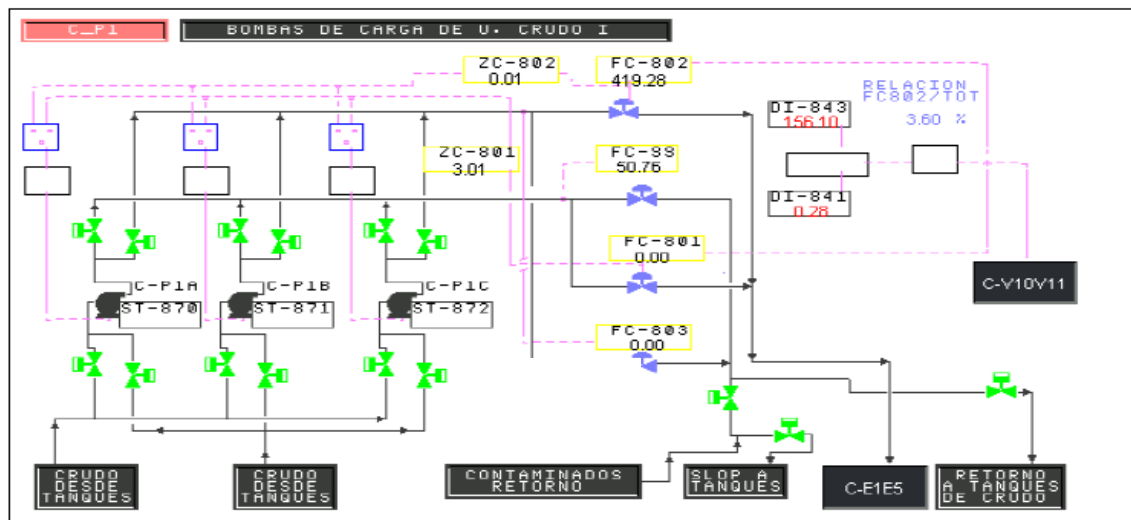 C_P1
BOMBAS DE CARGA DE U. CRUDO I
ZC-802
0.01
FC-802
419.28
RELACION
FC802/TOT
3.60 %
DI-843
156.10
ZC-801
3.01
FC-99
50.76
DI-841
0.28
FC-801
0.00
C-V10V11
C-P1A
C-P1B
C-P1C
ST-870
ST-871
ST-872
FC-803
0.00
CRUDO
DESDE
TANQUES
CRUDO
DESDE
TANQUES
CONTAMINADOS
RETORNO
SLOP A
TANQUES
C-E1E5
RETORNO
A TANQUES
DE CRUDO